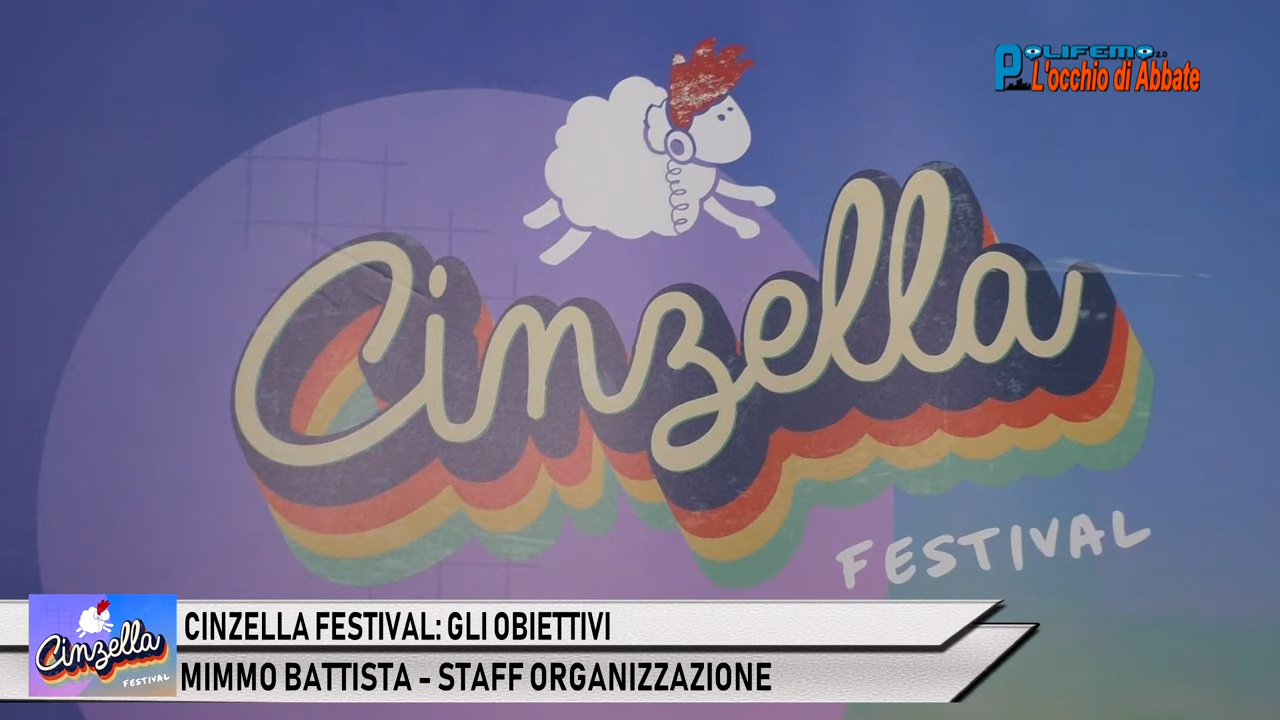 POLIFEMO 2.0
L'occhio di Abbate
Cinzella
FESTIVAL
CINZELLA FESTIVAL: GLI OBIETTIVI
MIMMO BATTISTA - STAFF ORGANIZZAZIONE
Cinzella
FESTIVAL